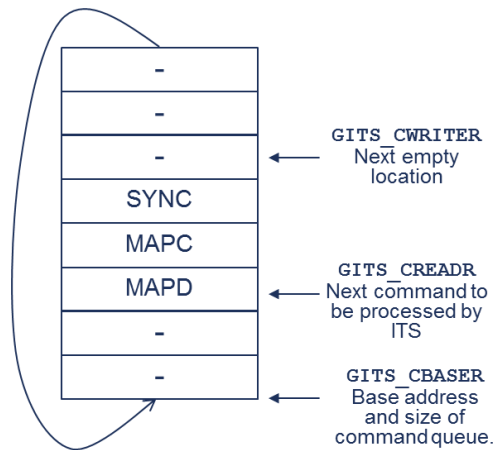 -
-
-
SYNC
MAPC
MAPD
-
-
GITS_CWRITER
Next empty
location
GITS_CREADR
Next command to
be processed by
ITS
GITS_CBASER
Base address
and size of
command queue.